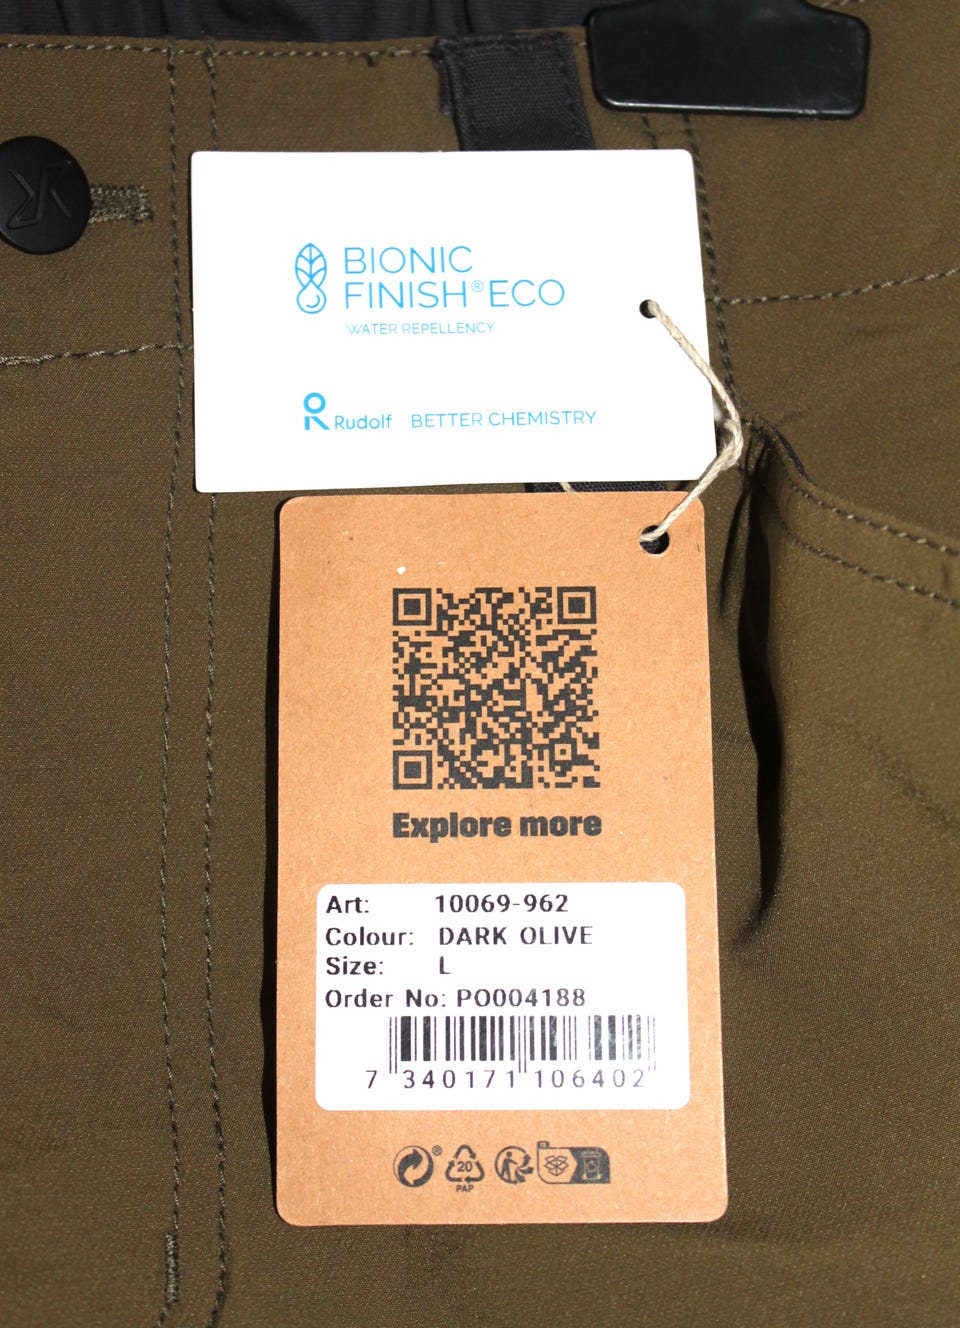 BIONIC
FINISH®ECO
WATER REPELLENCY
Rudolf BETTER CHEMISTRY
Explore more
Art: 10069-962
Colour: DARK OLIVE
Size: L
Order No: PO004188
7 340171 106402
®
20
PAP
FR